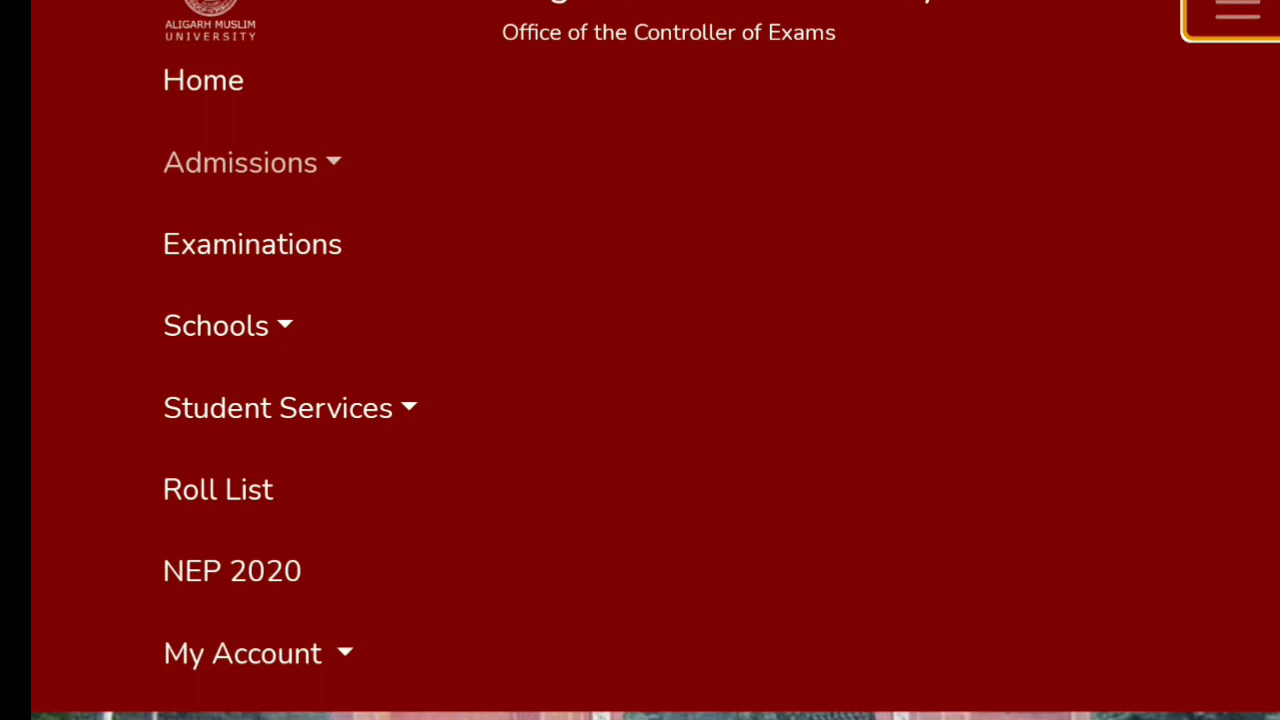 ALIGARH MUSLIM
UNIVERSITY
Office of the Controller of Exams
Home
Admissions
Examinations
Schools
Student Services
Roll List
NEP 2020
My Account